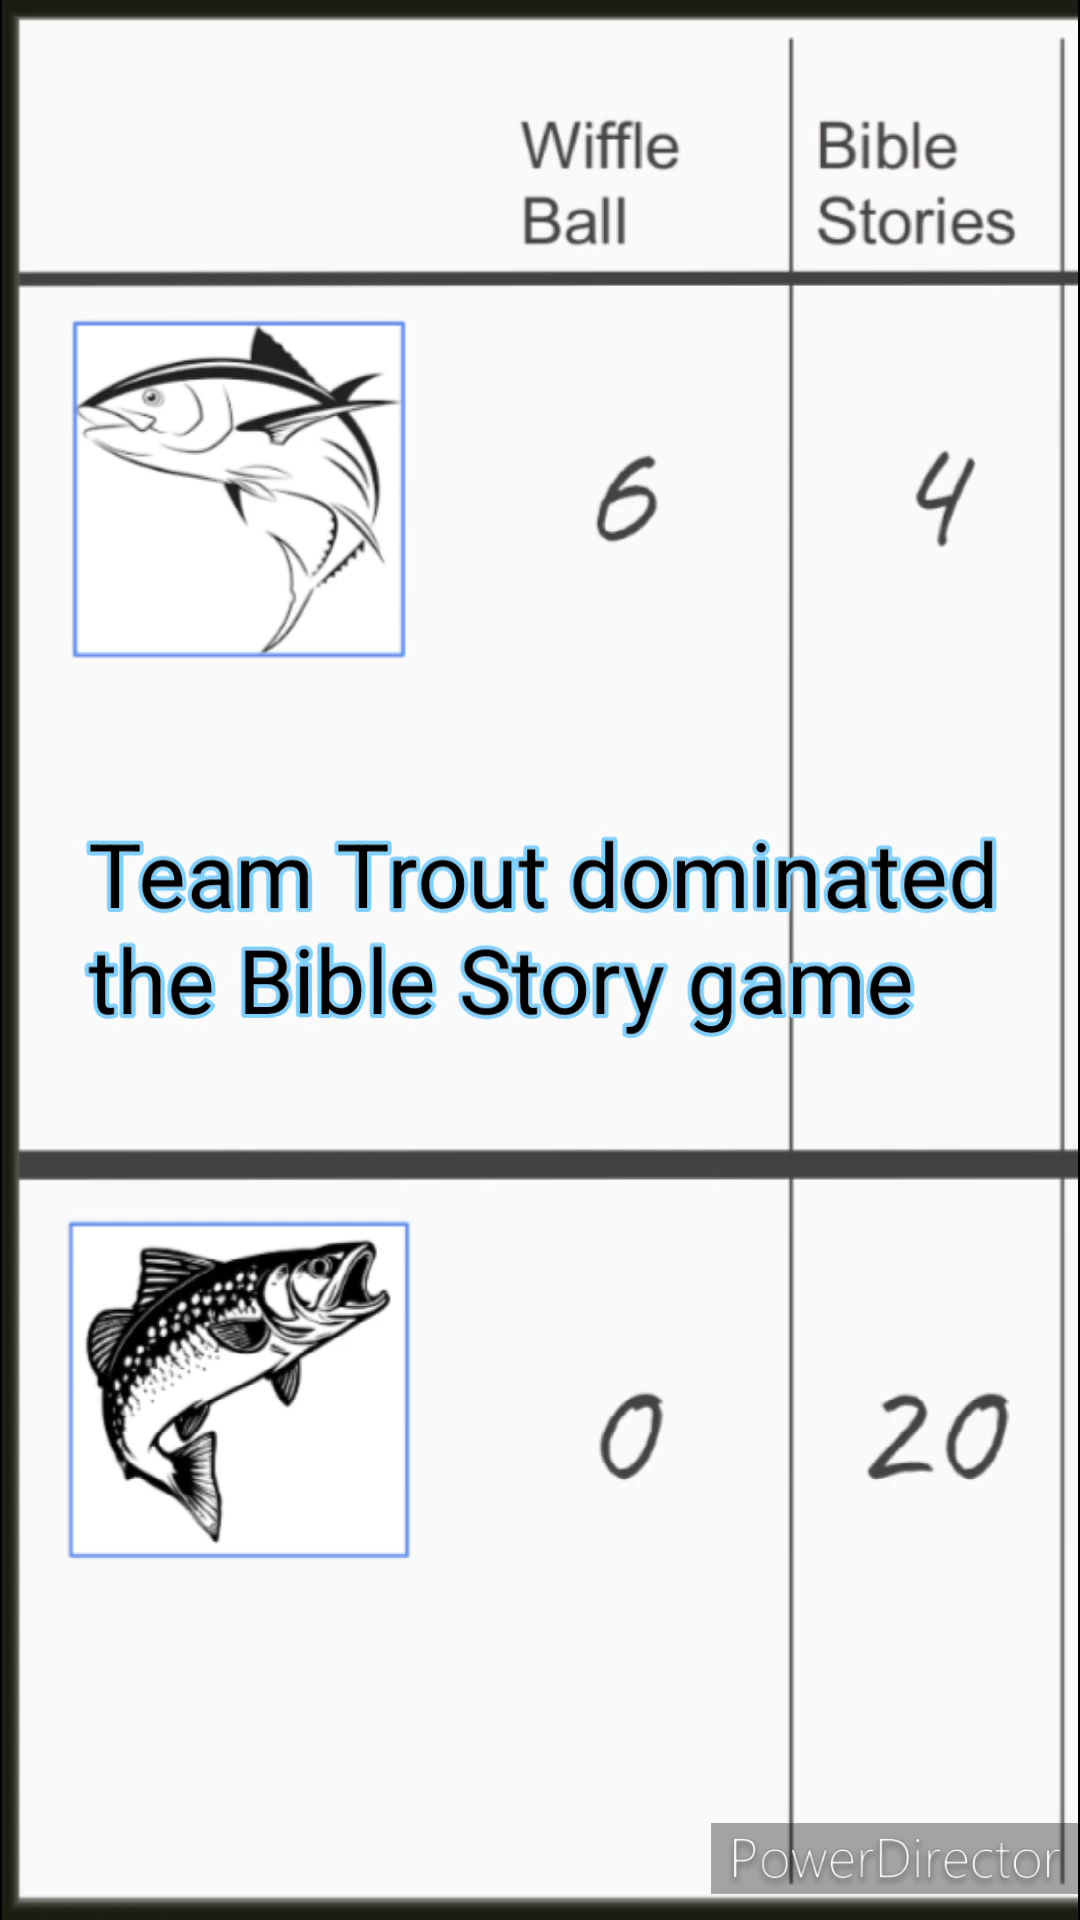 Wiffle
Ball
Bible
Stories
6
4
Team Trout dominated
the Bible Story game
0
20
PowerDirector